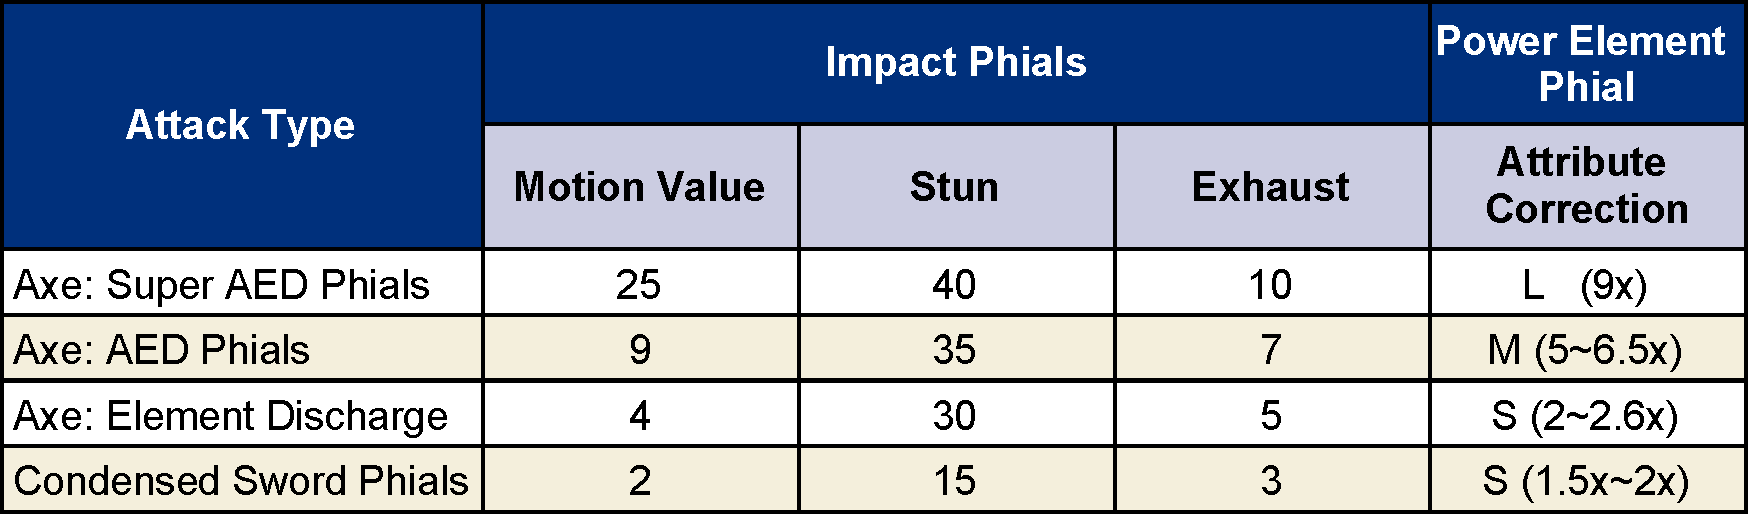 Attack Type Impact Phials Power Element
Phial
Motion Value Stun Exhaust Attribute
Correction
Axe: Super AED Phials 25 40 10 L (9x)
Axe: AED Phials 9 35 7 M (5~6.5x)
Axe: Element Discharge 4 30 5 S (2~2.6x)
Condensed Sword Phials 2 15 3 S (1.5x~2x)